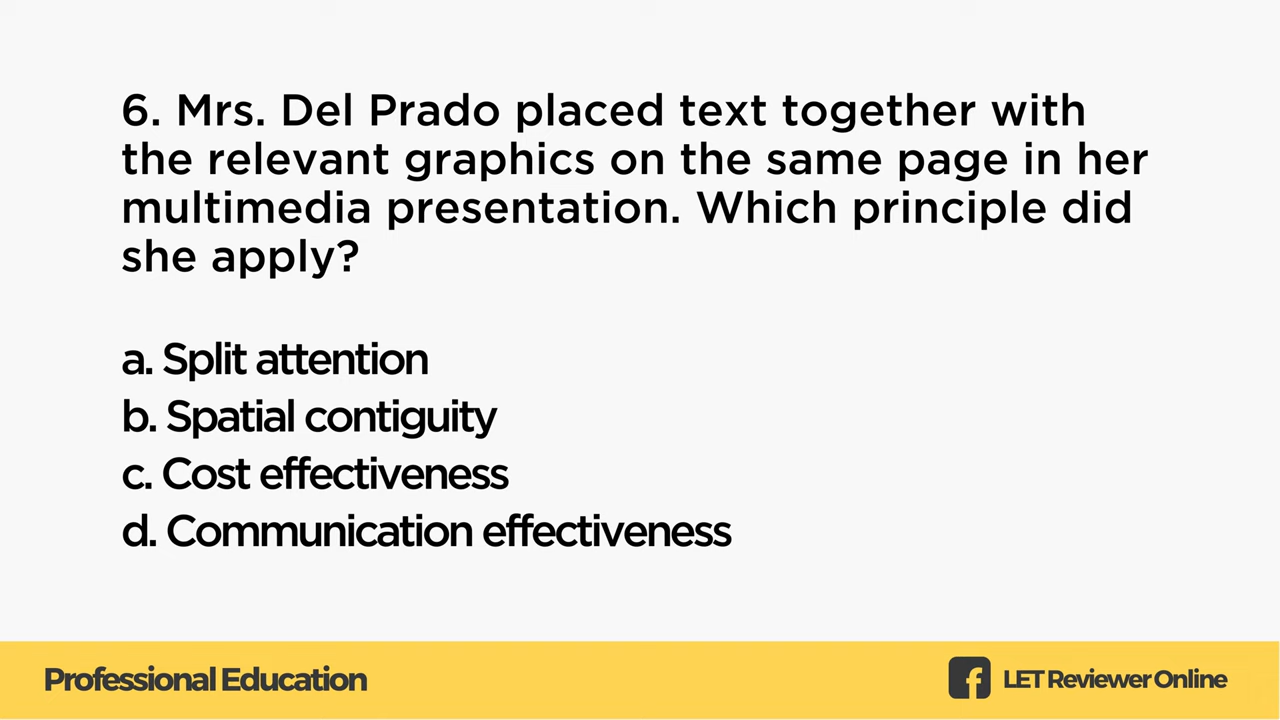 6. Mrs. Del Prado placed text together with
the relevant graphics on the same page in her
multimedia presentation. Which principle did
she apply?
a. Split attention
b. Spatial contiguity
c. Cost effectiveness
d. Communication effectiveness
Professional Education
LET Reviewer Online